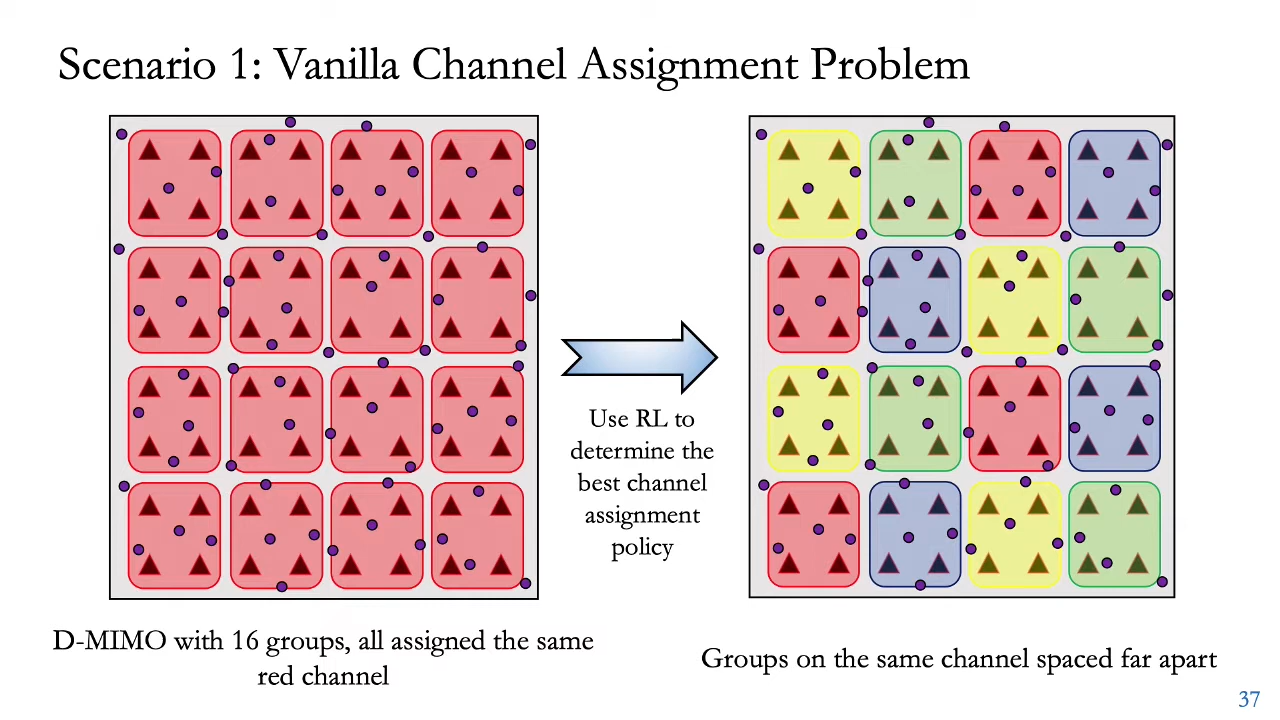 Scenario 1: Vanilla Channel Assignment Problem
Use RL to
determine the
best channel
assignment
policy
D-MIMO with 16 groups, all assigned the same
red channel
Groups on the same channel spaced far apart
37